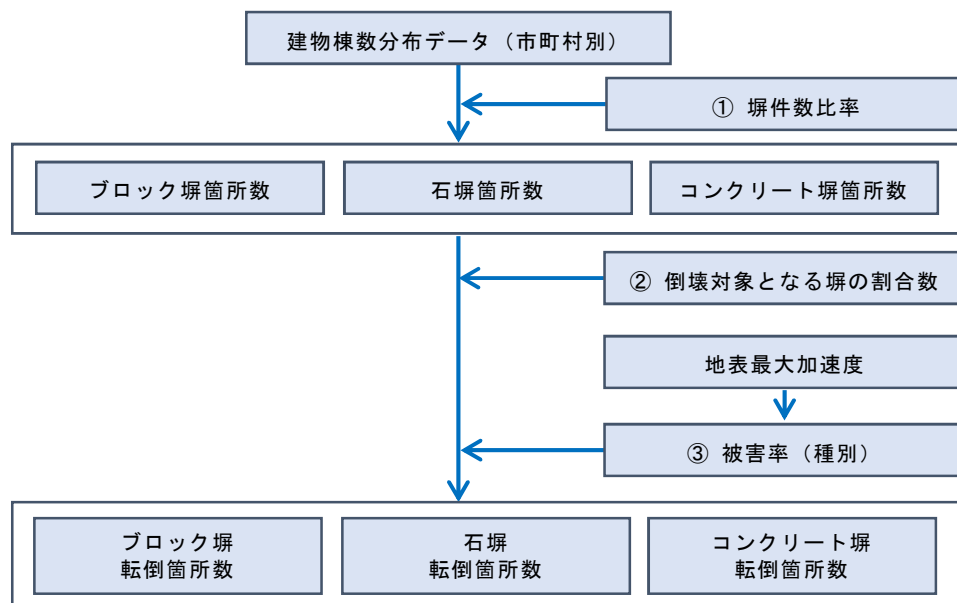 建物棟数分布データ（市町村別）
① 塀件数比率
ブロック塀箇所数
石塀箇所数
コンクリート塀箇所数
② 倒壊対象となる塀の割合数
地表最大加速度
③ 被害率（種別）
ブロック塀
転倒箇所数
石塀
転倒箇所数
コンクリート塀
転倒箇所数